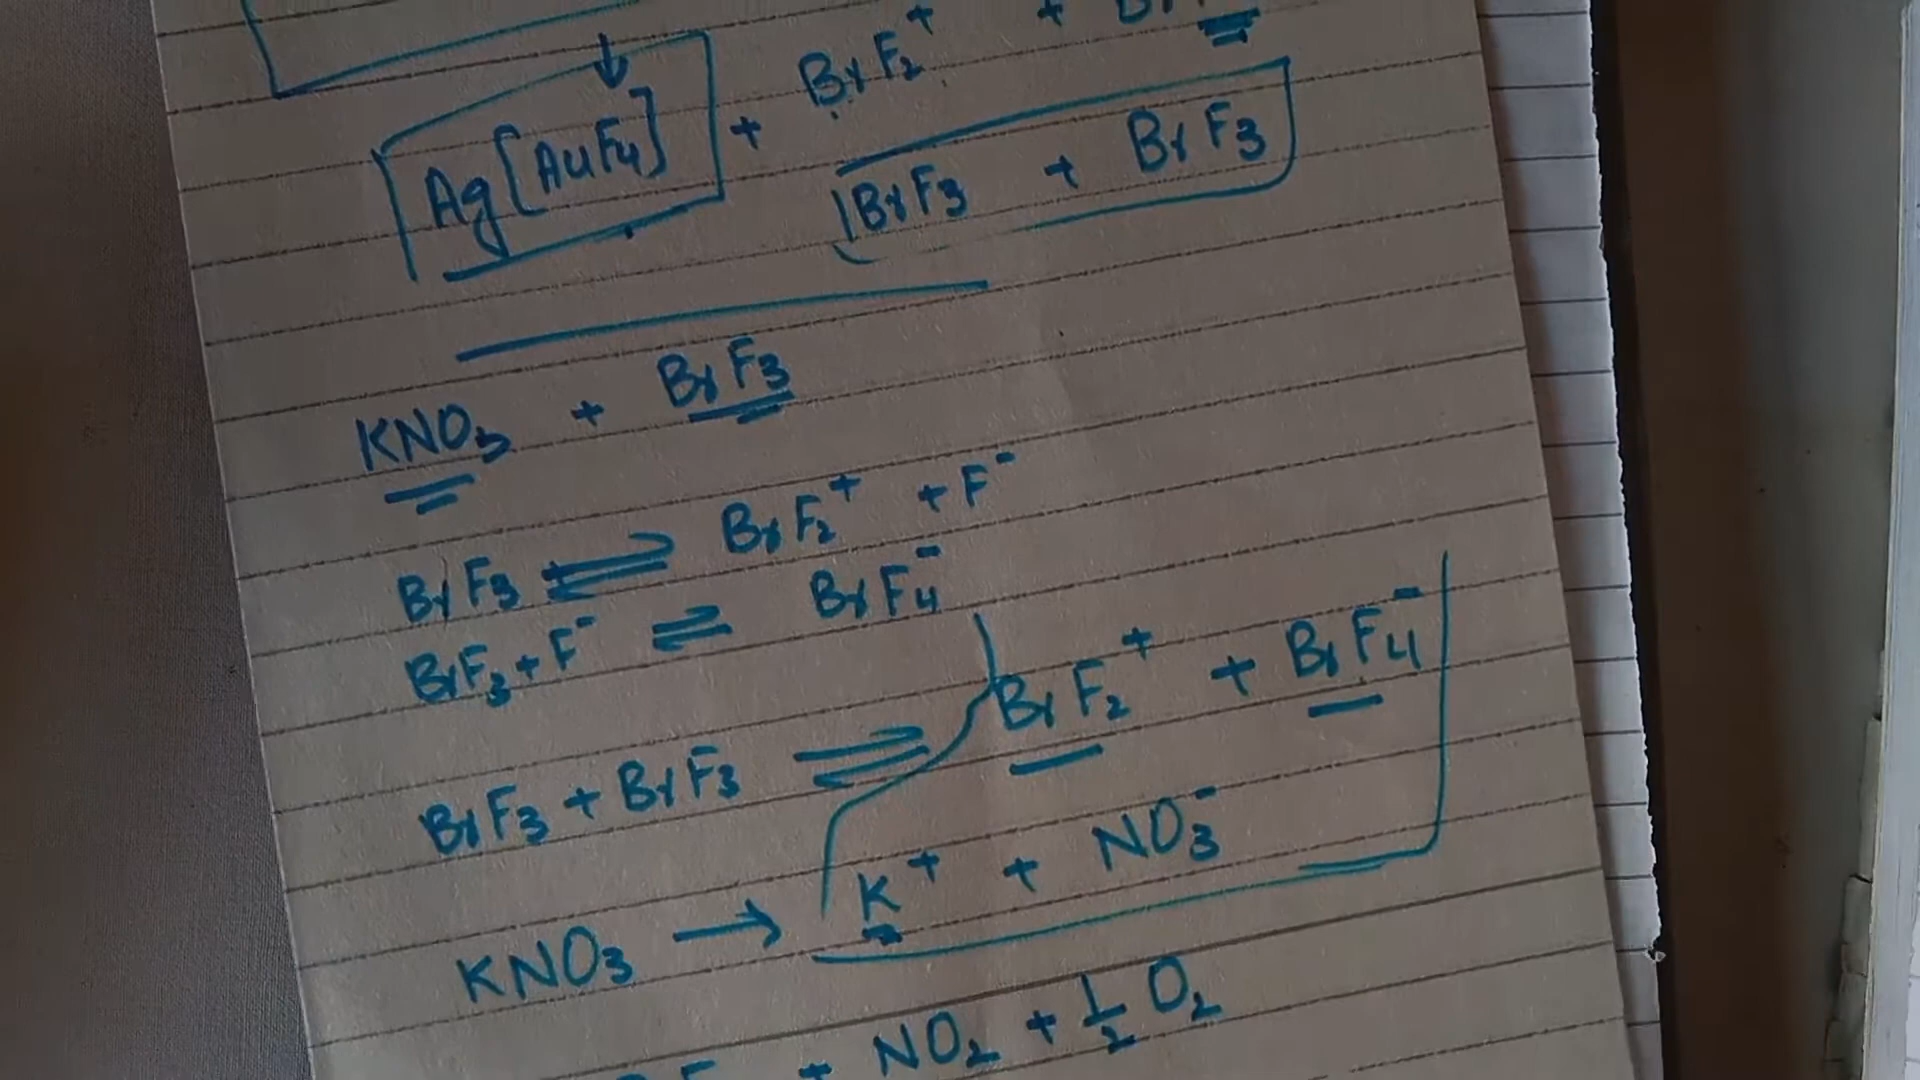 BrF₂⁺ +
Ag[AuF₄] +
BrF₃ + BrF₃
KNO₃ + BrF₃
BrF₃ ⇌ BrF₂⁺ + F⁻
BrF₃ + F⁻ ⇌ BrF₄⁻
BrF₃ + BrF₃ ⇌ BrF₂⁺ + BrF₄⁻
KNO₃ → K⁺ + NO₃⁻
+ NO₂ + 1/2 O₂